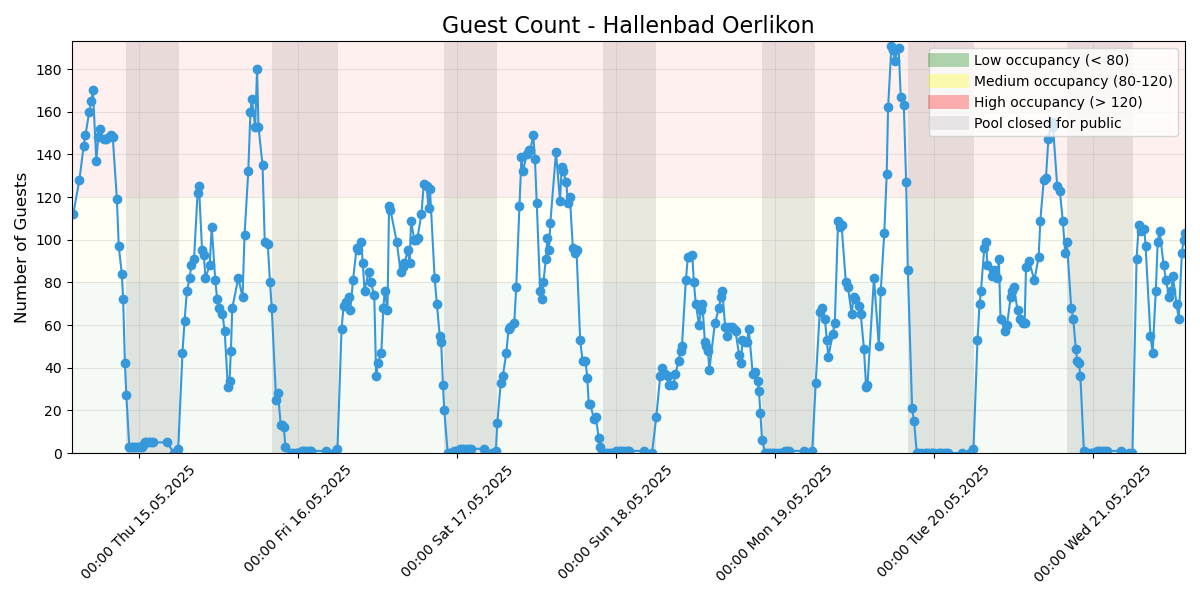 Guest Count - Hallenbad Oerlikon
Number of Guests
180
160
140
120
100
80
60
40
20
0
Low occupancy (< 80)
Medium occupancy (80-120)
High occupancy (> 120)
Pool closed for public
00:00 Thu 15.05.2025
00:00 Fri 16.05.2025
00:00 Sat 17.05.2025
00:00 Sun 18.05.2025
00:00 Mon 19.05.2025
00:00 Tue 20.05.2025
00:00 Wed 21.05.2025